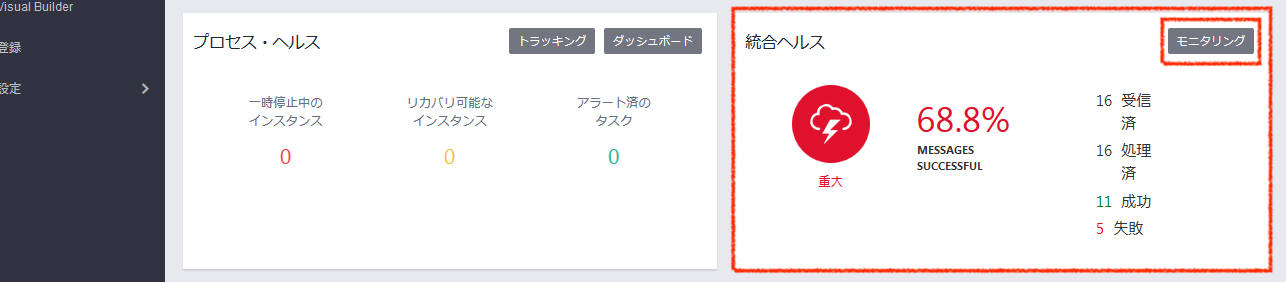 Visual Builder
登録
設定
プロセス・ヘルス
トラッキング
ダッシュボード
一時停止中の
インスタンス
0
リカバリ可能な
インスタンス
0
アラート済の
タスク
0
統合ヘルス
モニタリング
重大
68.8%
MESSAGES
SUCCESSFUL
16 受信
済
16 処理
済
11 成功
5 失敗